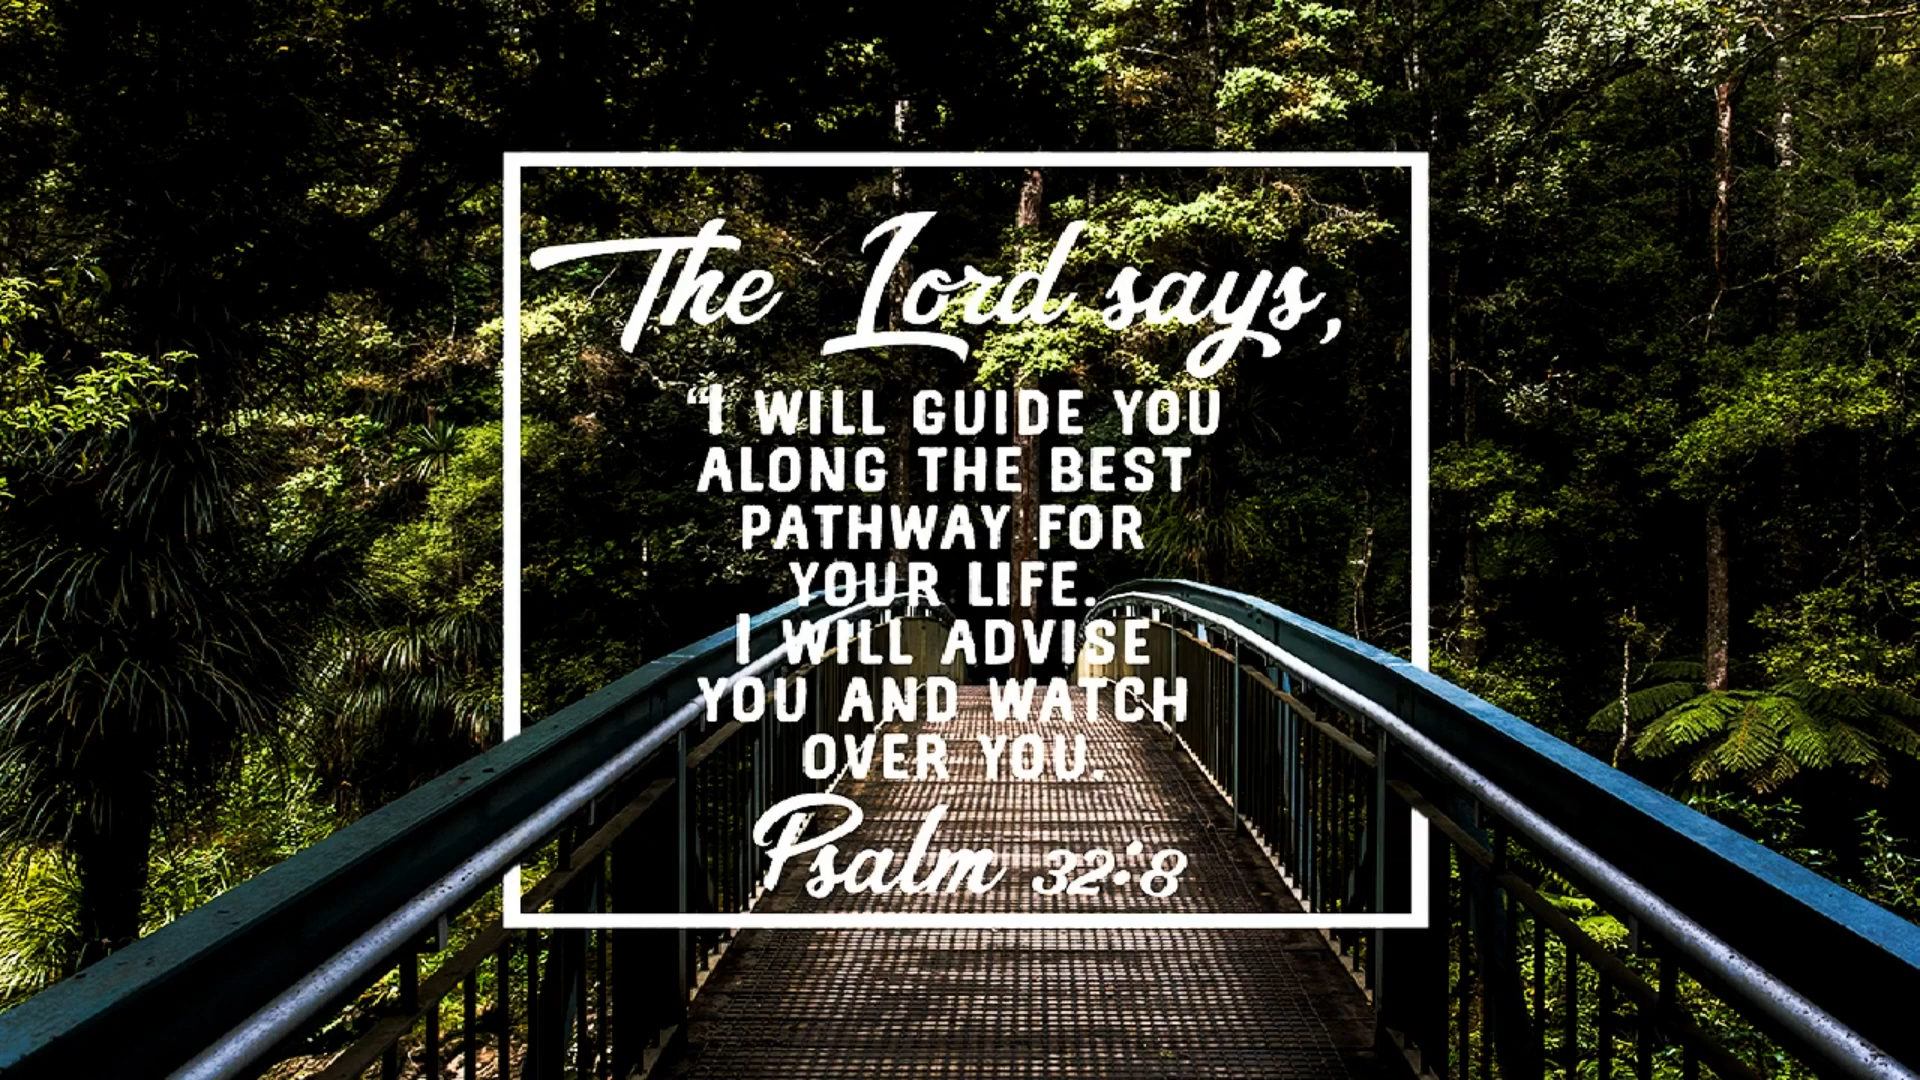 The Lord says,
“I WILL GUIDE YOU
ALONG THE BEST
PATHWAY FOR
YOUR LIFE.
I WILL ADVISE
YOU AND WATCH
OVER YOU.
Psalm 32:8